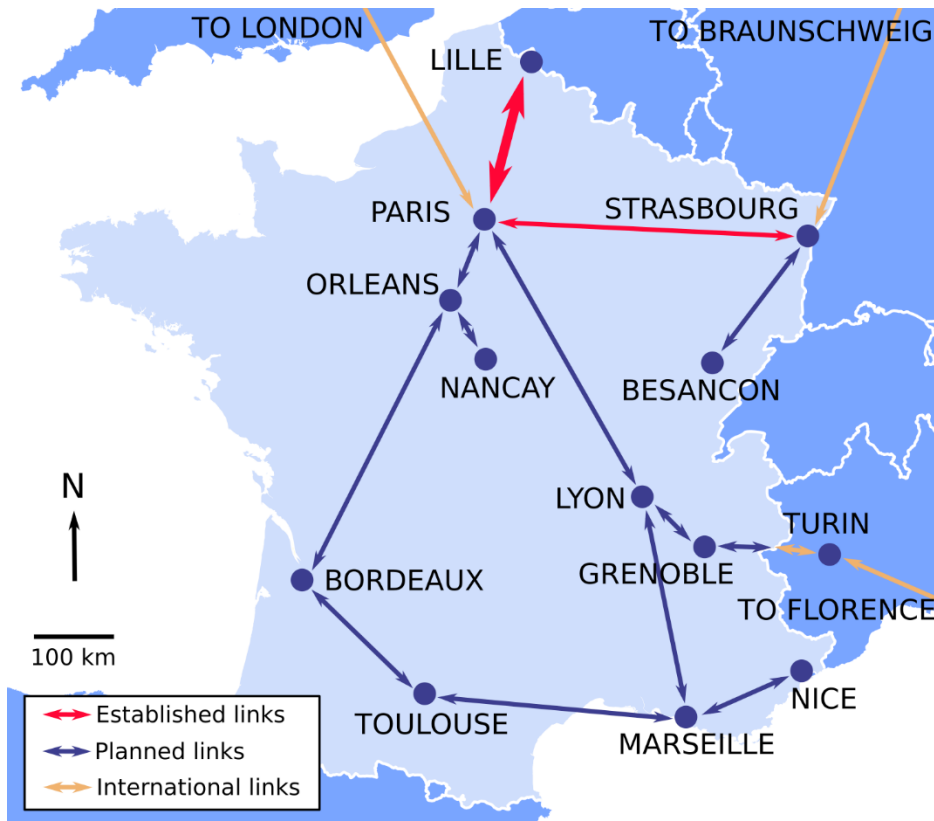 TO LONDON
TO BRAUNSCHWEIG
LILLE
PARIS
STRASBOURG
ORLEANS
NANCAY
BESANCON
N
LYON
TURIN
GRENOBLE
BORDEAUX
TO FLORENCE
100 km
NICE
TOULOUSE
MARSEILLE
Established links
Planned links
International links